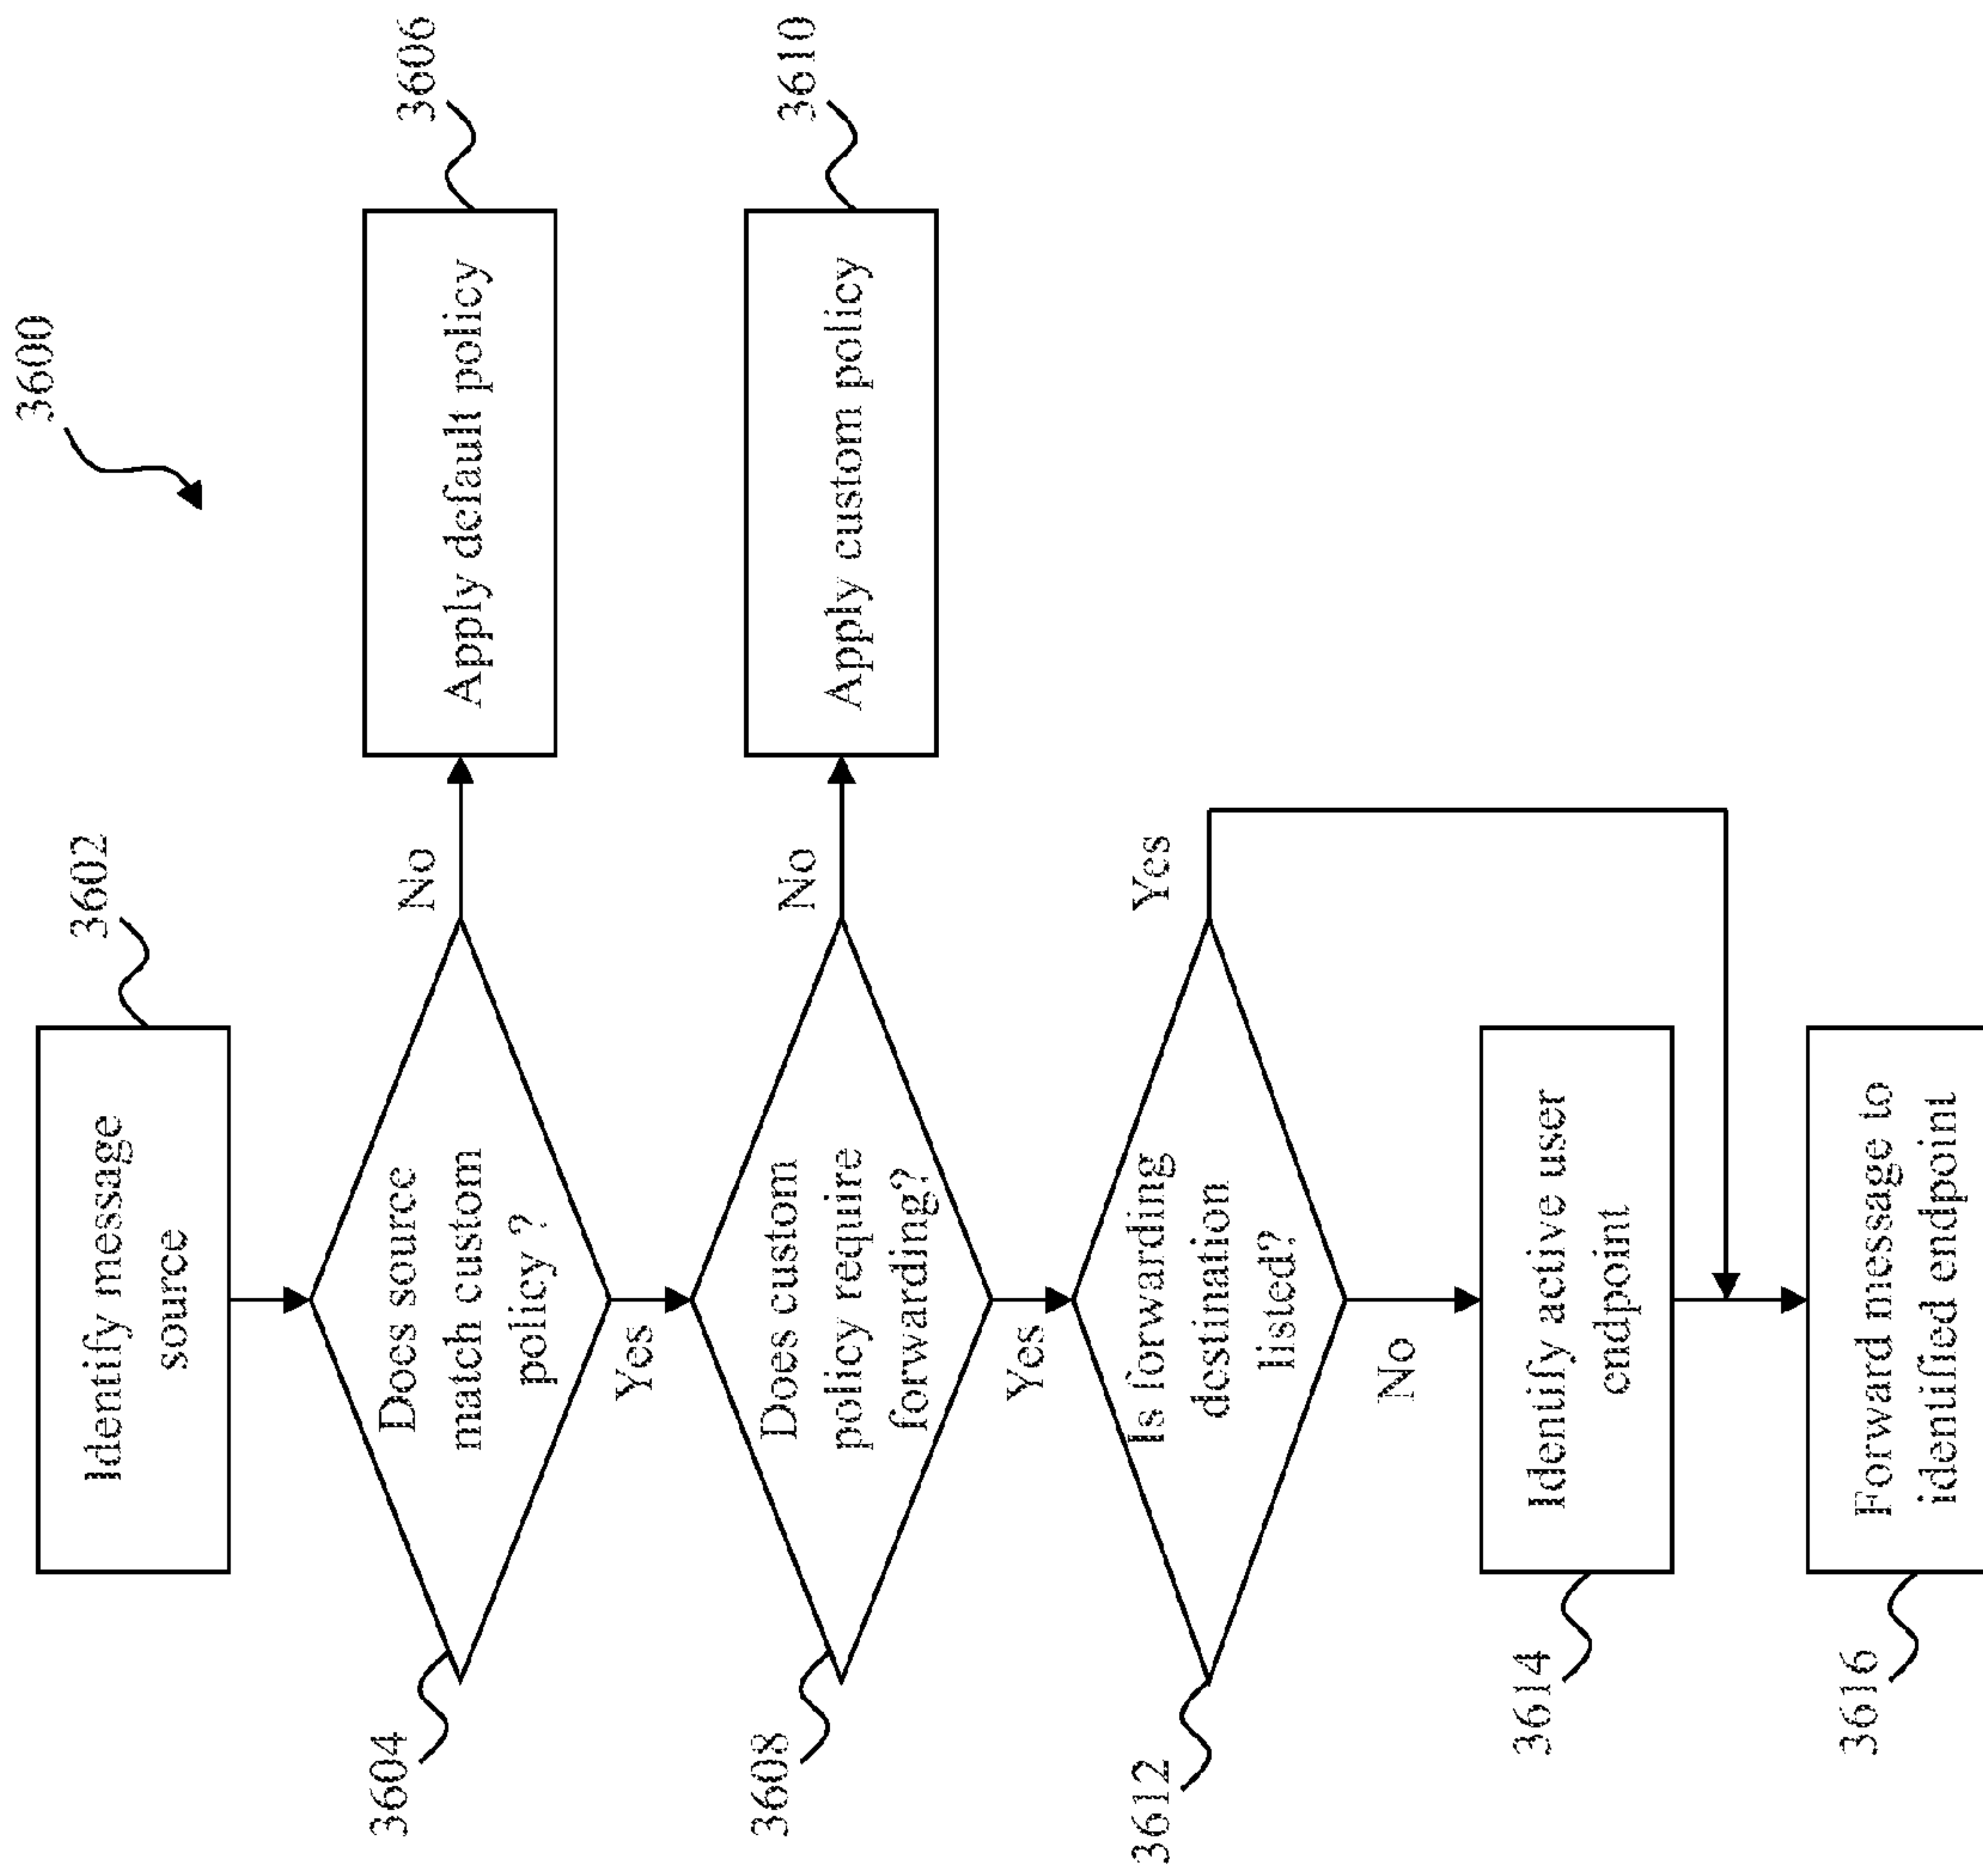 3600
3602
Identify message
source
3604
Does source
match custom
policy ?
No
3606
Apply default policy
Yes
3608
Does custom
policy require
forwarding?
No
3610
Apply custom policy
Yes
3612
Is forwarding
destination
listed?
Yes
No
3614
Identify active user
endpoint
3616
Forward message to
identified endpoint